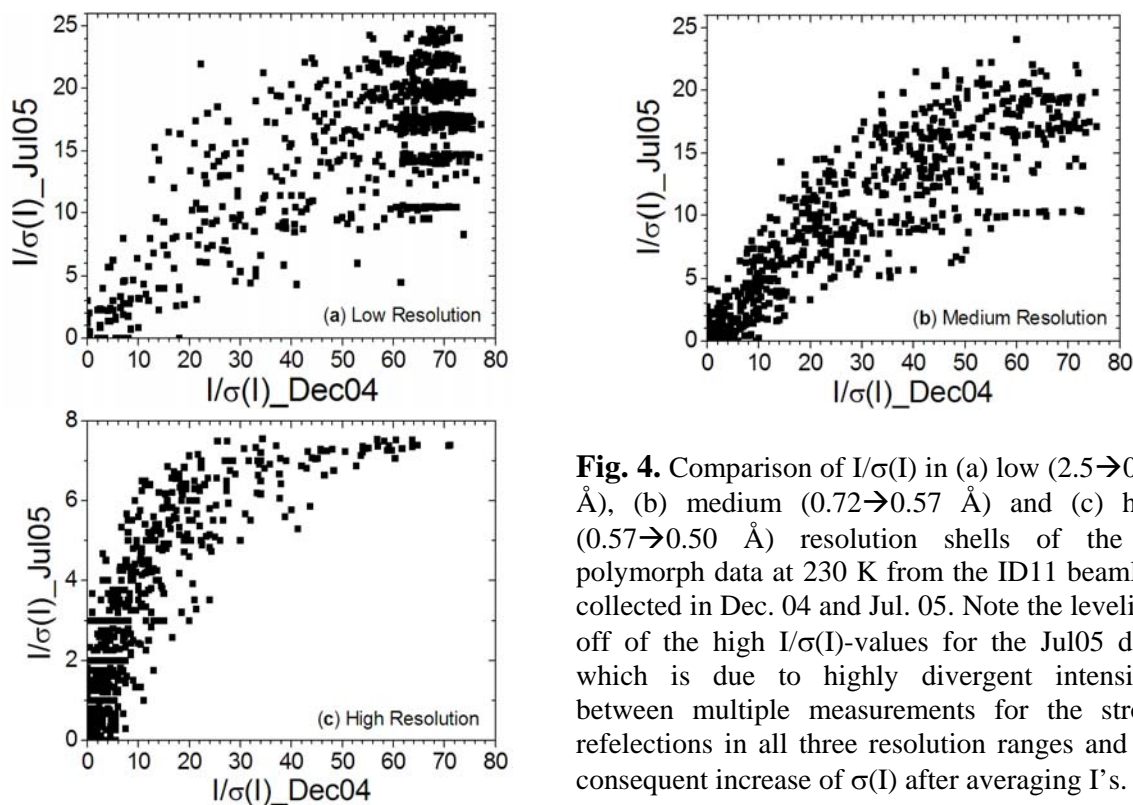 25
20
15
10
5
0
I/σ(I)_Jul05
(a) Low Resolution
0 10 20 30 40 50 60 70 80
I/σ(I)_Dec04
25
20
15
10
5
0
I/σ(I)_Jul05
(b) Medium Resolution
0 10 20 30 40 50 60 70 80
I/σ(I)_Dec04
8
6
4
2
0
I/σ(I)_Jul05
(c) High Resolution
0 10 20 30 40 50 60 70 80
I/σ(I)_Dec04
Fig. 4. Comparison of I/σ(I) in (a) low (2.5→
Å), (b) medium (0.72→0.57 Å) and (c)
(0.57→0.50 Å) resolution shells of the
polymorph data at 230 K from the ID11
collected in Dec. 04 and Jul. 05. Note the
off of the high I/σ(I)-values for the Jul05
which is due to highly divergent
between multiple measurements for the
refelections in all three resolution ranges and
consequent increase of σ(I) after averaging I's.